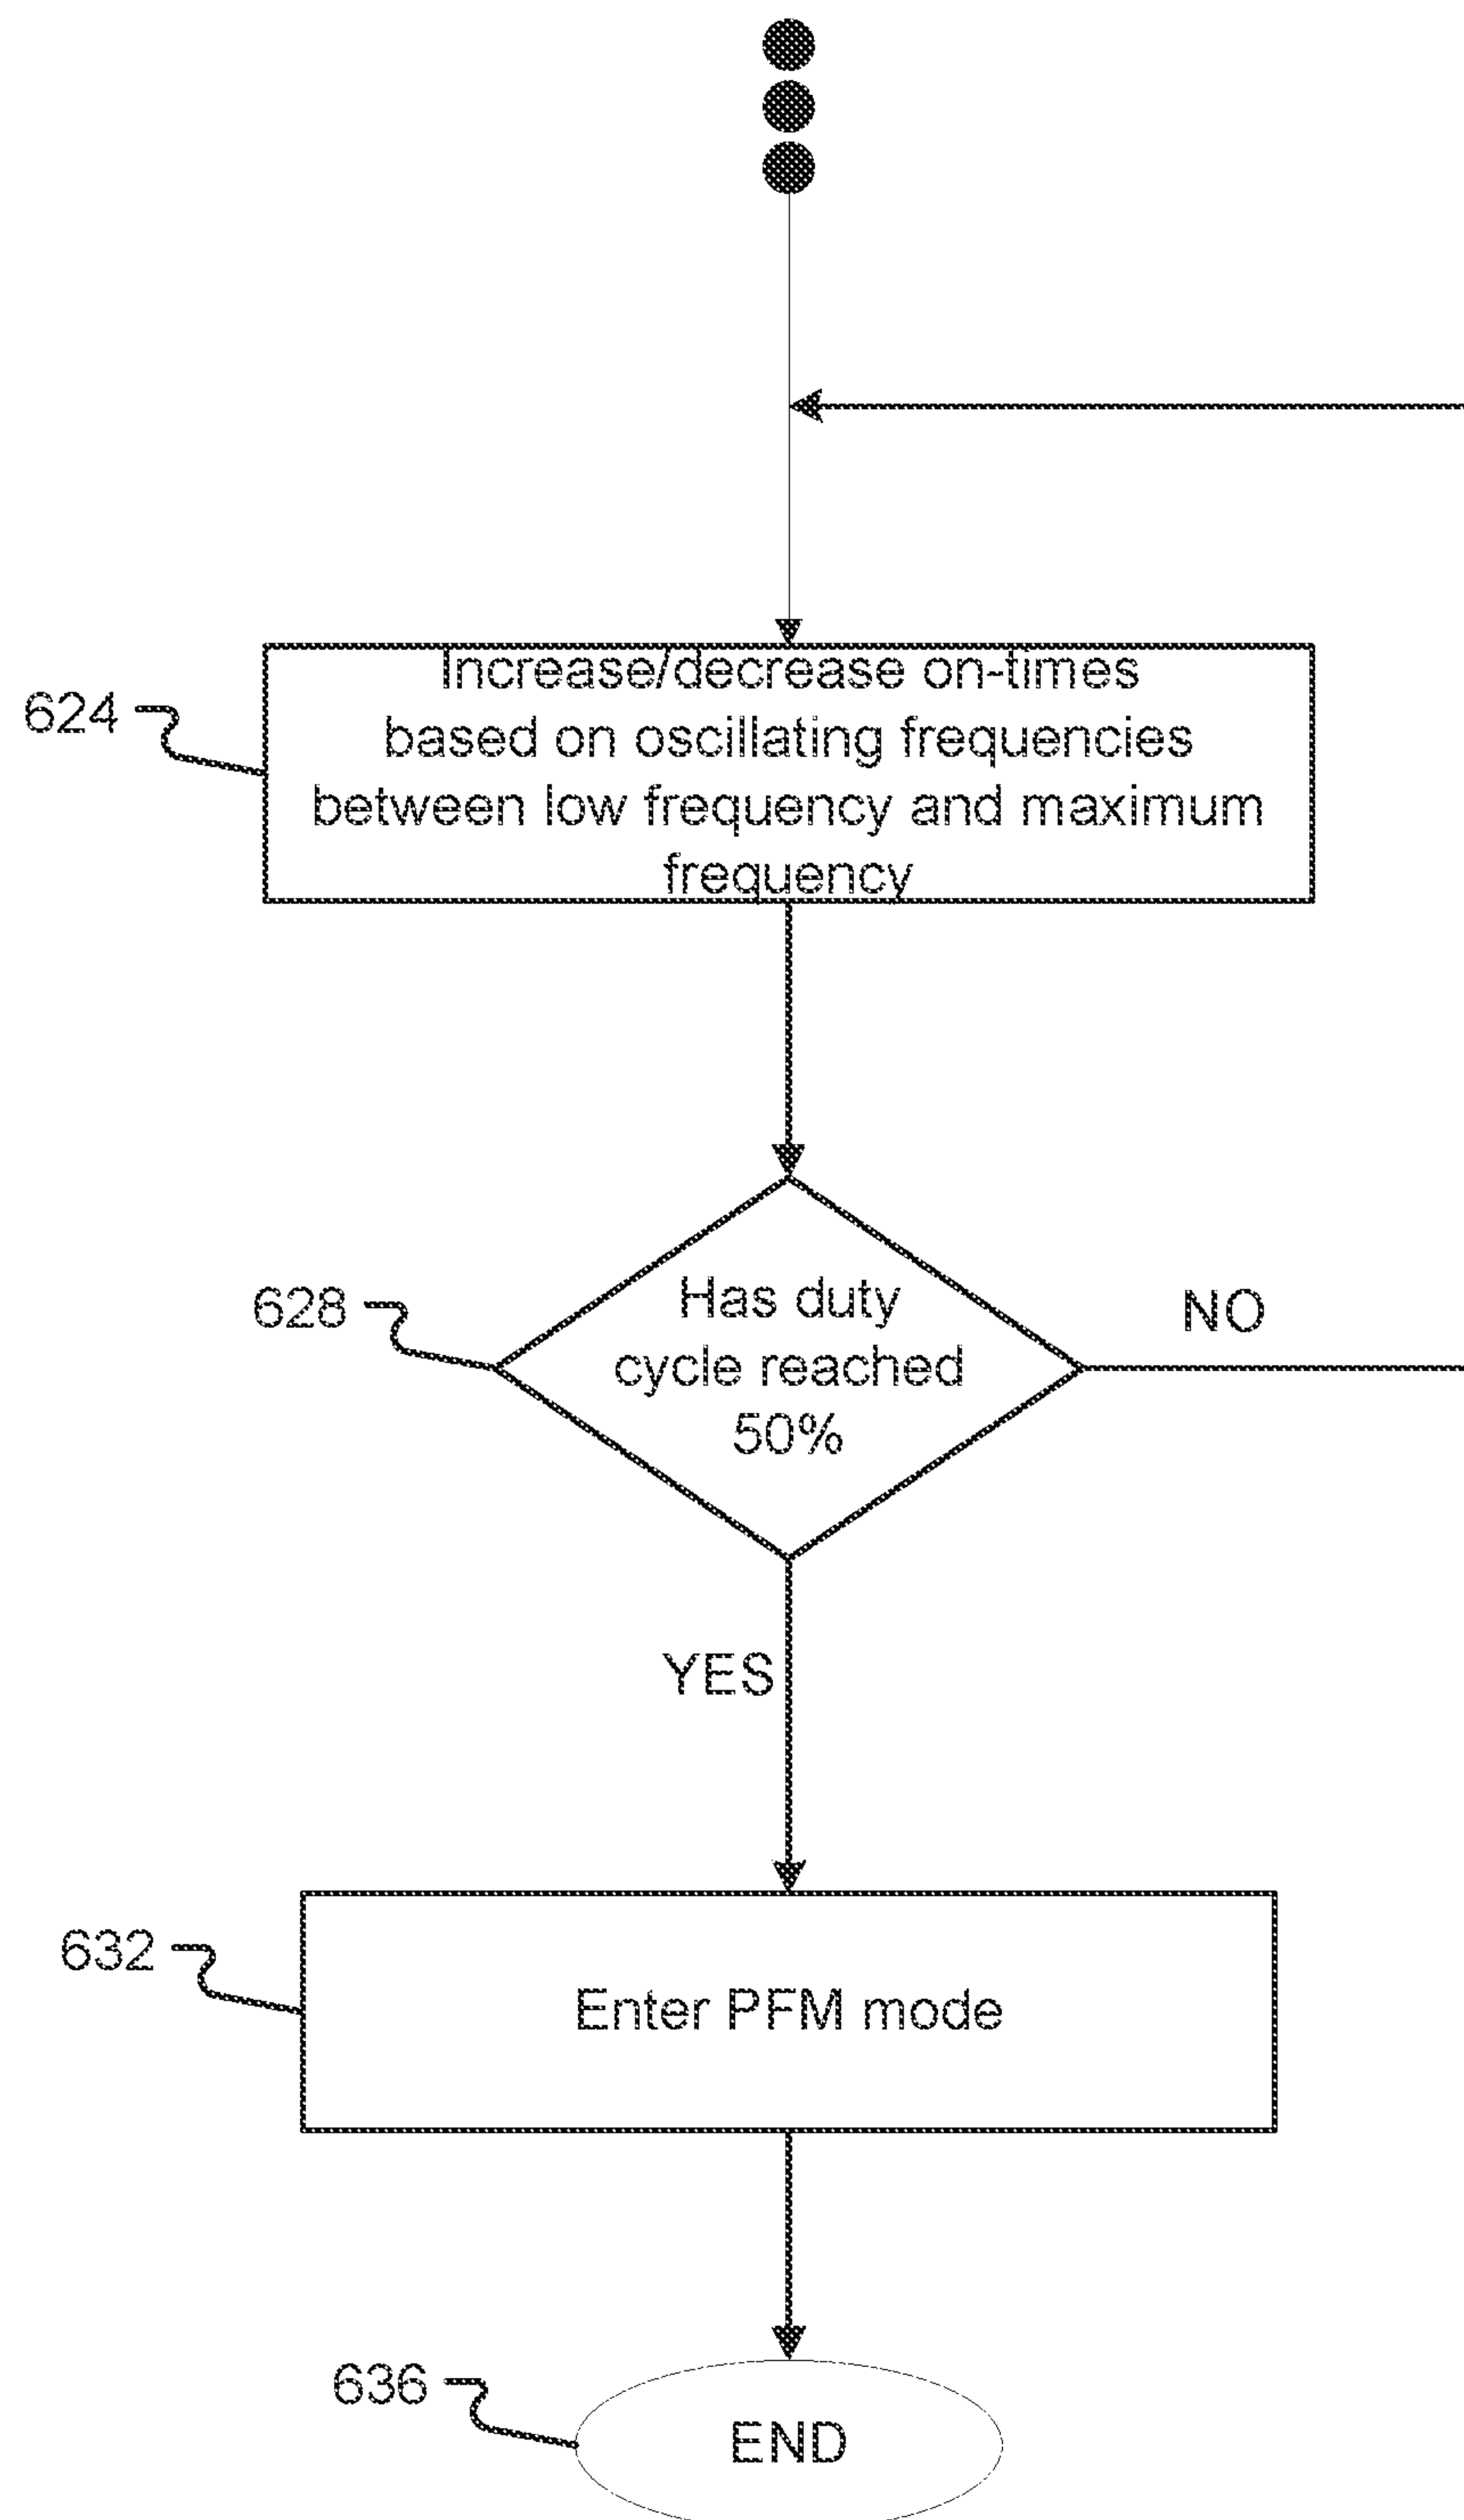 624
Increase/decrease on-times
based on oscillating frequencies
between low frequency and maximum
frequency
628
Has duty
cycle reached
50%
NO
YES
632
Enter PFM mode
636
END